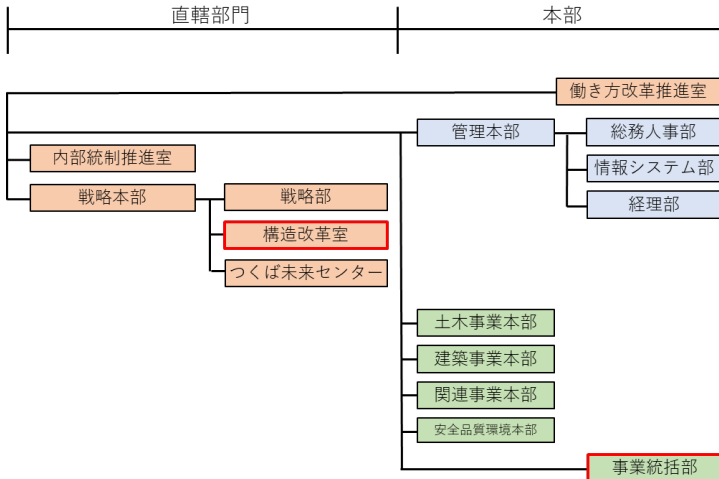 直轄部門
本部
働き方改革推進室
管理本部
総務人事部
内部統制推進室
情報システム部
戦略本部
戦略部
経理部
構造改革室
つくば未来センター
土木事業本部
建築事業本部
関連事業本部
安全品質環境本部
事業統括部